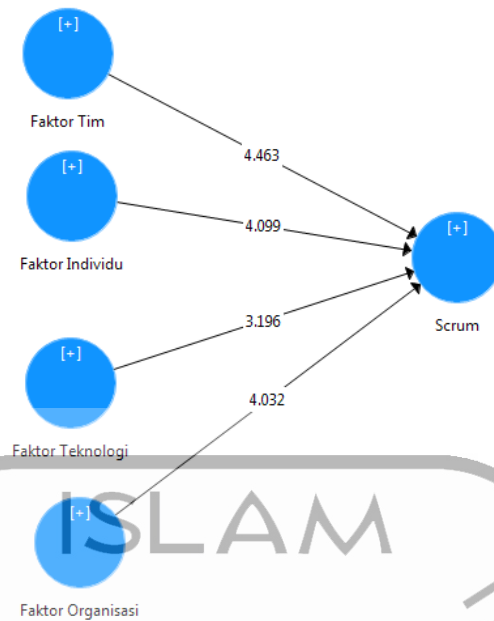 [+]
Faktor Tim
4.463
[+]
4.099
Faktor Individu
[+]
Scrum
3.196
[+]
4.032
Faktor Teknologi
ISLAM
[+]
Faktor Organisasi